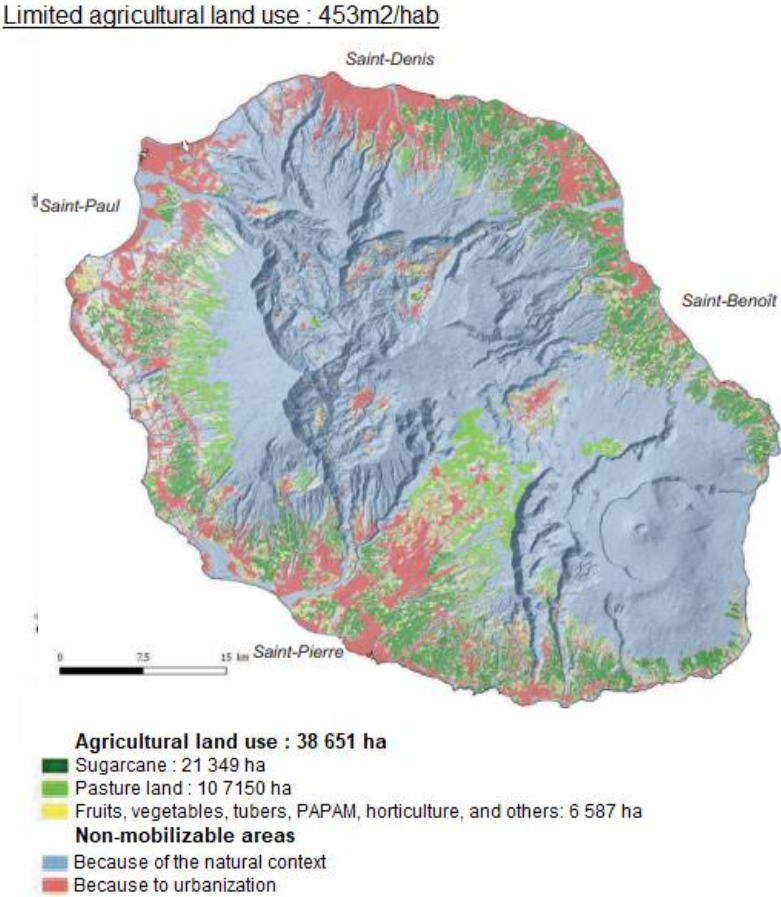 Limited agricultural land use : 453m2/hab
Saint-Denis
Saint-Paul
Saint-Benoît
0 7.5 15 km
Saint-Pierre
Agricultural land use : 38 651 ha
Sugarcane : 21 349 ha
Pasture land : 10 7150 ha
Fruits, vegetables, tubers, PAPAM, horticulture, and others: 6 587 ha
Non-mobilizable areas
Because of the natural context
Because to urbanization